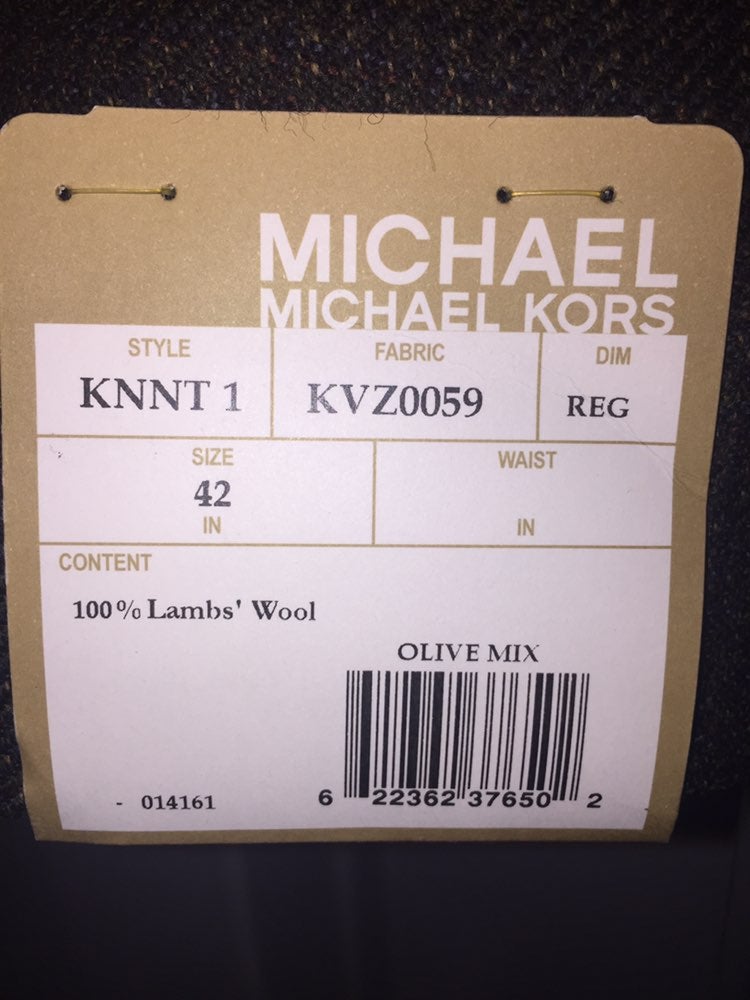 MICHAEL
MICHAEL KORS
STYLE
KNNT 1
FABRIC
KVZ0059
DIM
REG
SIZE
42
IN
WAIST
IN
CONTENT
100% Lambs' Wool
OLIVE MIX
- 014161
6 22362 37650 2